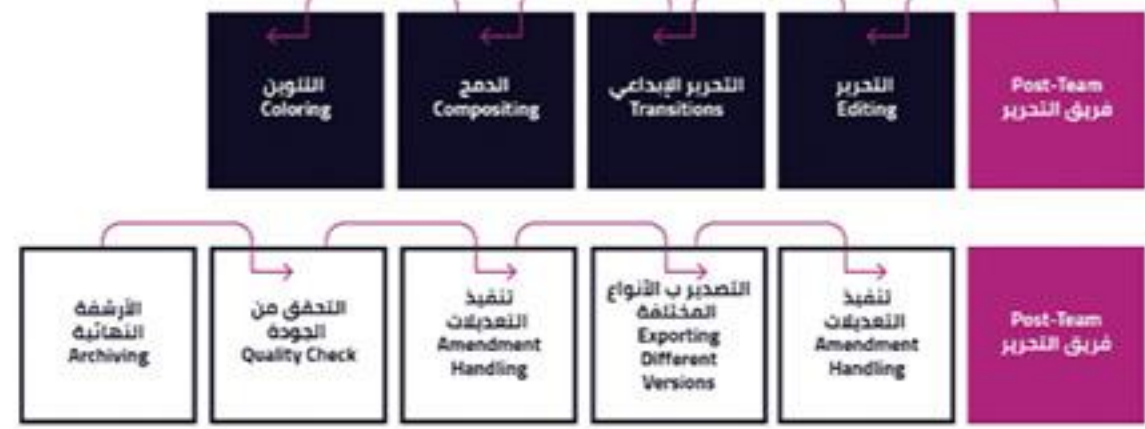 Post-Team
فريق التحرير
التحرير
Editing
التحرير الإبداعي
Transitions
الدمج
Compositing
التلوين
Coloring
Post-Team
فريق التحرير
تنفيذ
التعديلات
Amendment
Handling
التصدير ب الأنواع
المختلفة
Exporting
Different
Versions
تنفيذ
التعديلات
Amendment
Handling
التحقق من
الجودة
Quality Check
الأرشفة
النهائية
Archiving